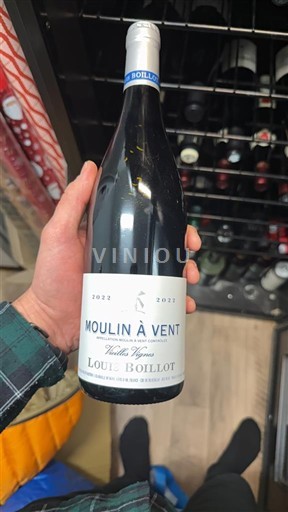 BOILLOT
VINIOU
2022 2022
MOULIN À VENT
APPELLATION MOULIN À VENT CONTRÔLÉE
Vieilles Vignes
LOUIS BOILLOT